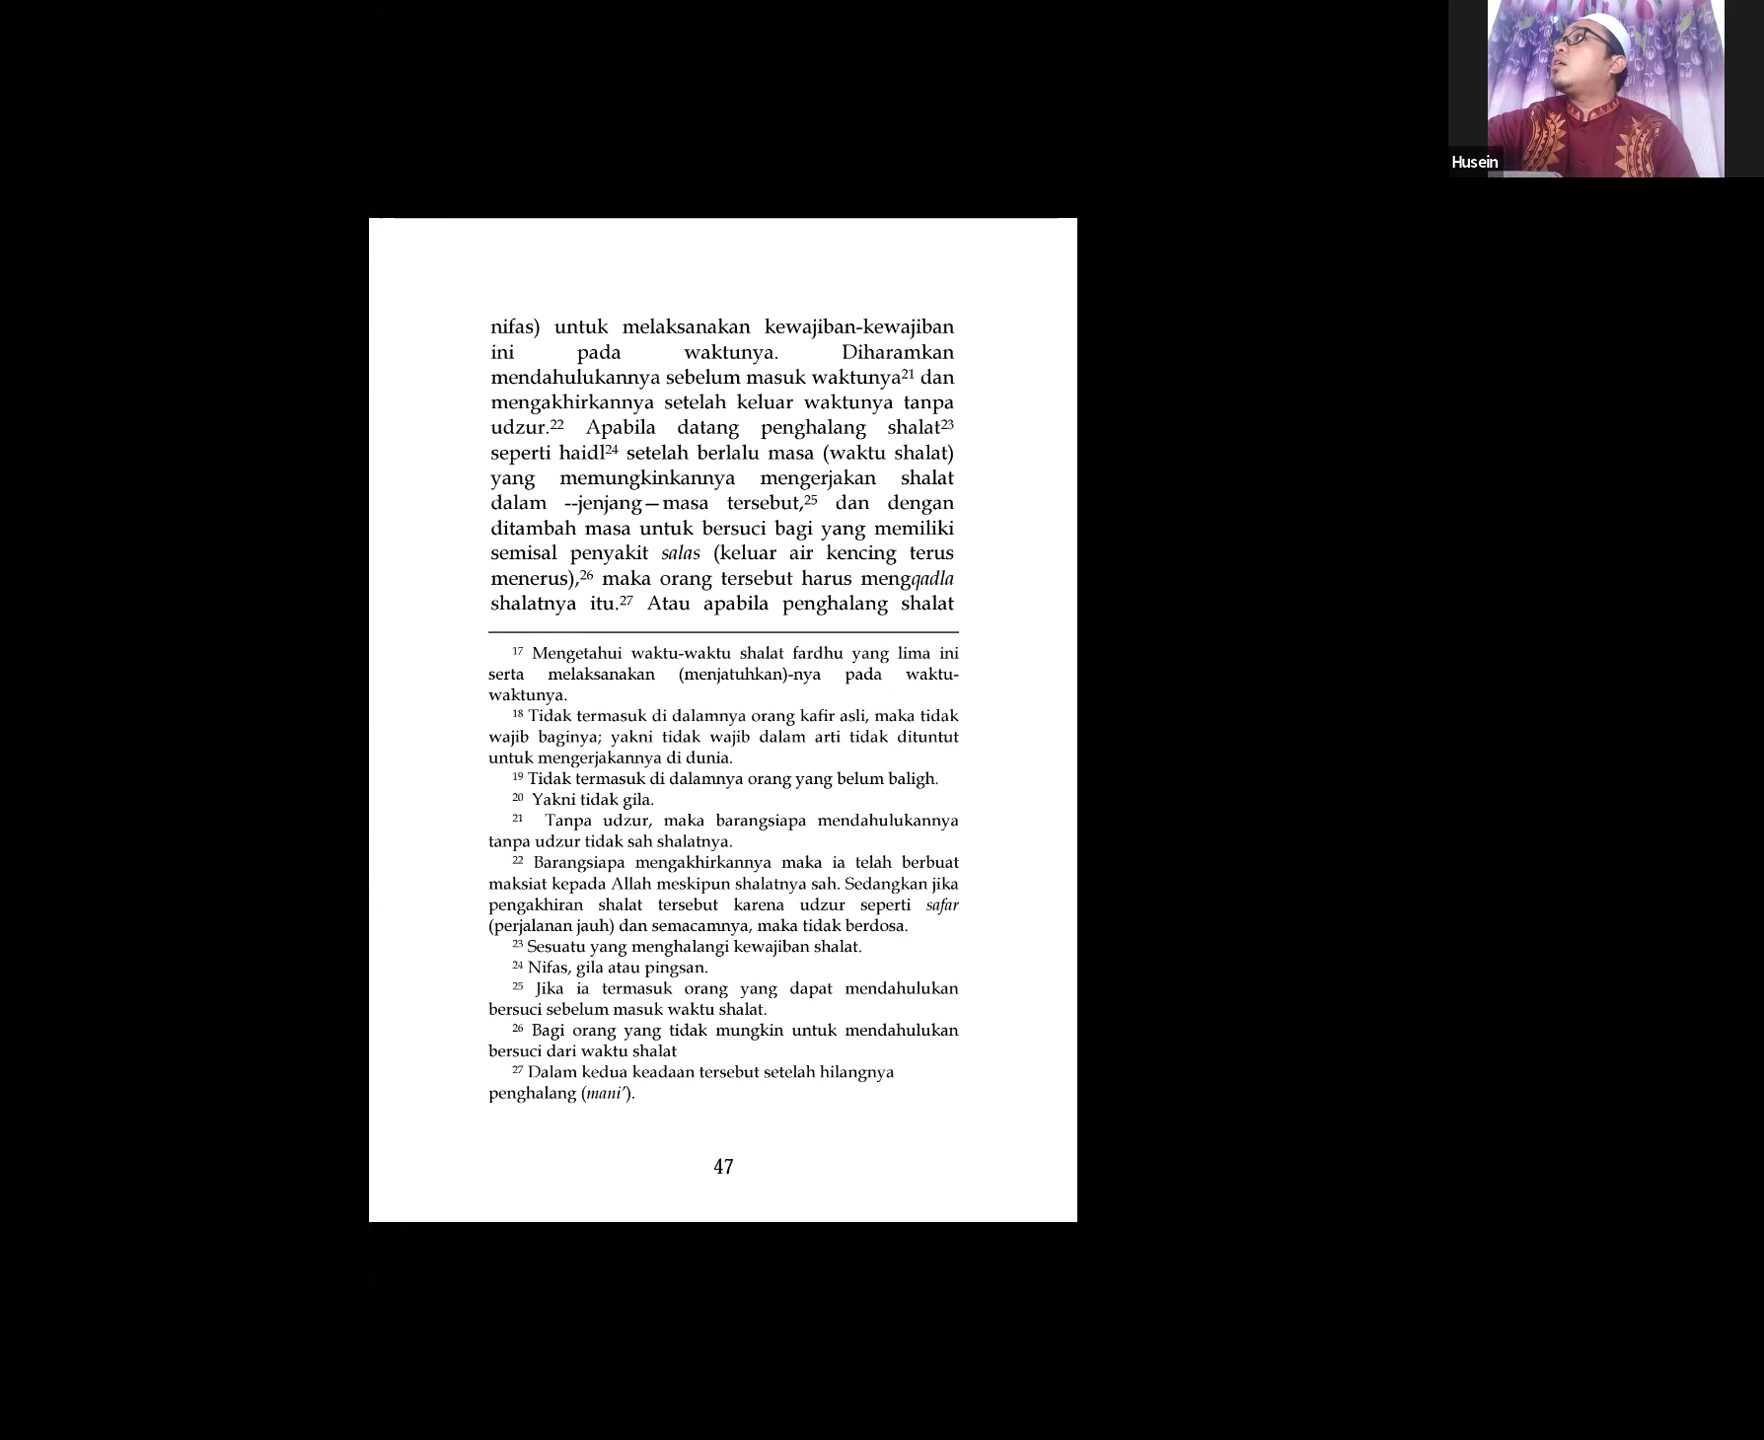 Husein
nifas) untuk melaksanakan kewajiban-kewajiban
ini pada waktunya. Diharamkan
mendahulukannya sebelum masuk waktunya²¹ dan
mengakhirkannya setelah keluar waktunya tanpa
udzur.²² Apabila datang penghalang shalat²³
seperti haidl²⁴ setelah berlalu masa (waktu shalat)
yang memungkinkannya mengerjakan shalat
dalam --jenjang—masa tersebut,²⁵ dan dengan
ditambah masa untuk bersuci bagi yang memiliki
semisal penyakit salas (keluar air kencing terus
menerus),²⁶ maka orang tersebut harus mengqadla
shalatnya itu.²⁷ Atau apabila penghalang shalat
¹⁷ Mengetahui waktu-waktu shalat fardhu yang lima ini
serta melaksanakan (menjatuhkan)-nya pada waktu-
waktunya.
¹⁸ Tidak termasuk di dalamnya orang kafir asli, maka tidak
wajib baginya; yakni tidak wajib dalam arti tidak dituntut
untuk mengerjakannya di dunia.
¹⁹ Tidak termasuk di dalamnya orang yang belum baligh.
²⁰ Yakni tidak gila.
²¹ Tanpa udzur, maka barangsiapa mendahulukannya
tanpa udzur tidak sah shalatnya.
²² Barangsiapa mengakhirkannya maka ia telah berbuat
maksiat kepada Allah meskipun shalatnya sah. Sedangkan jika
pengakhiran shalat tersebut karena udzur seperti safar
(perjalanan jauh) dan semacamnya, maka tidak berdosa.
²³ Sesuatu yang menghalangi kewajiban shalat.
²⁴ Nifas, gila atau pingsan.
²⁵ Jika ia termasuk orang yang dapat mendahulukan
bersuci sebelum masuk waktu shalat.
²⁶ Bagi orang yang tidak mungkin untuk mendahulukan
bersuci dari waktu shalat
²⁷ Dalam kedua keadaan tersebut setelah hilangnya
penghalang (mani').
47